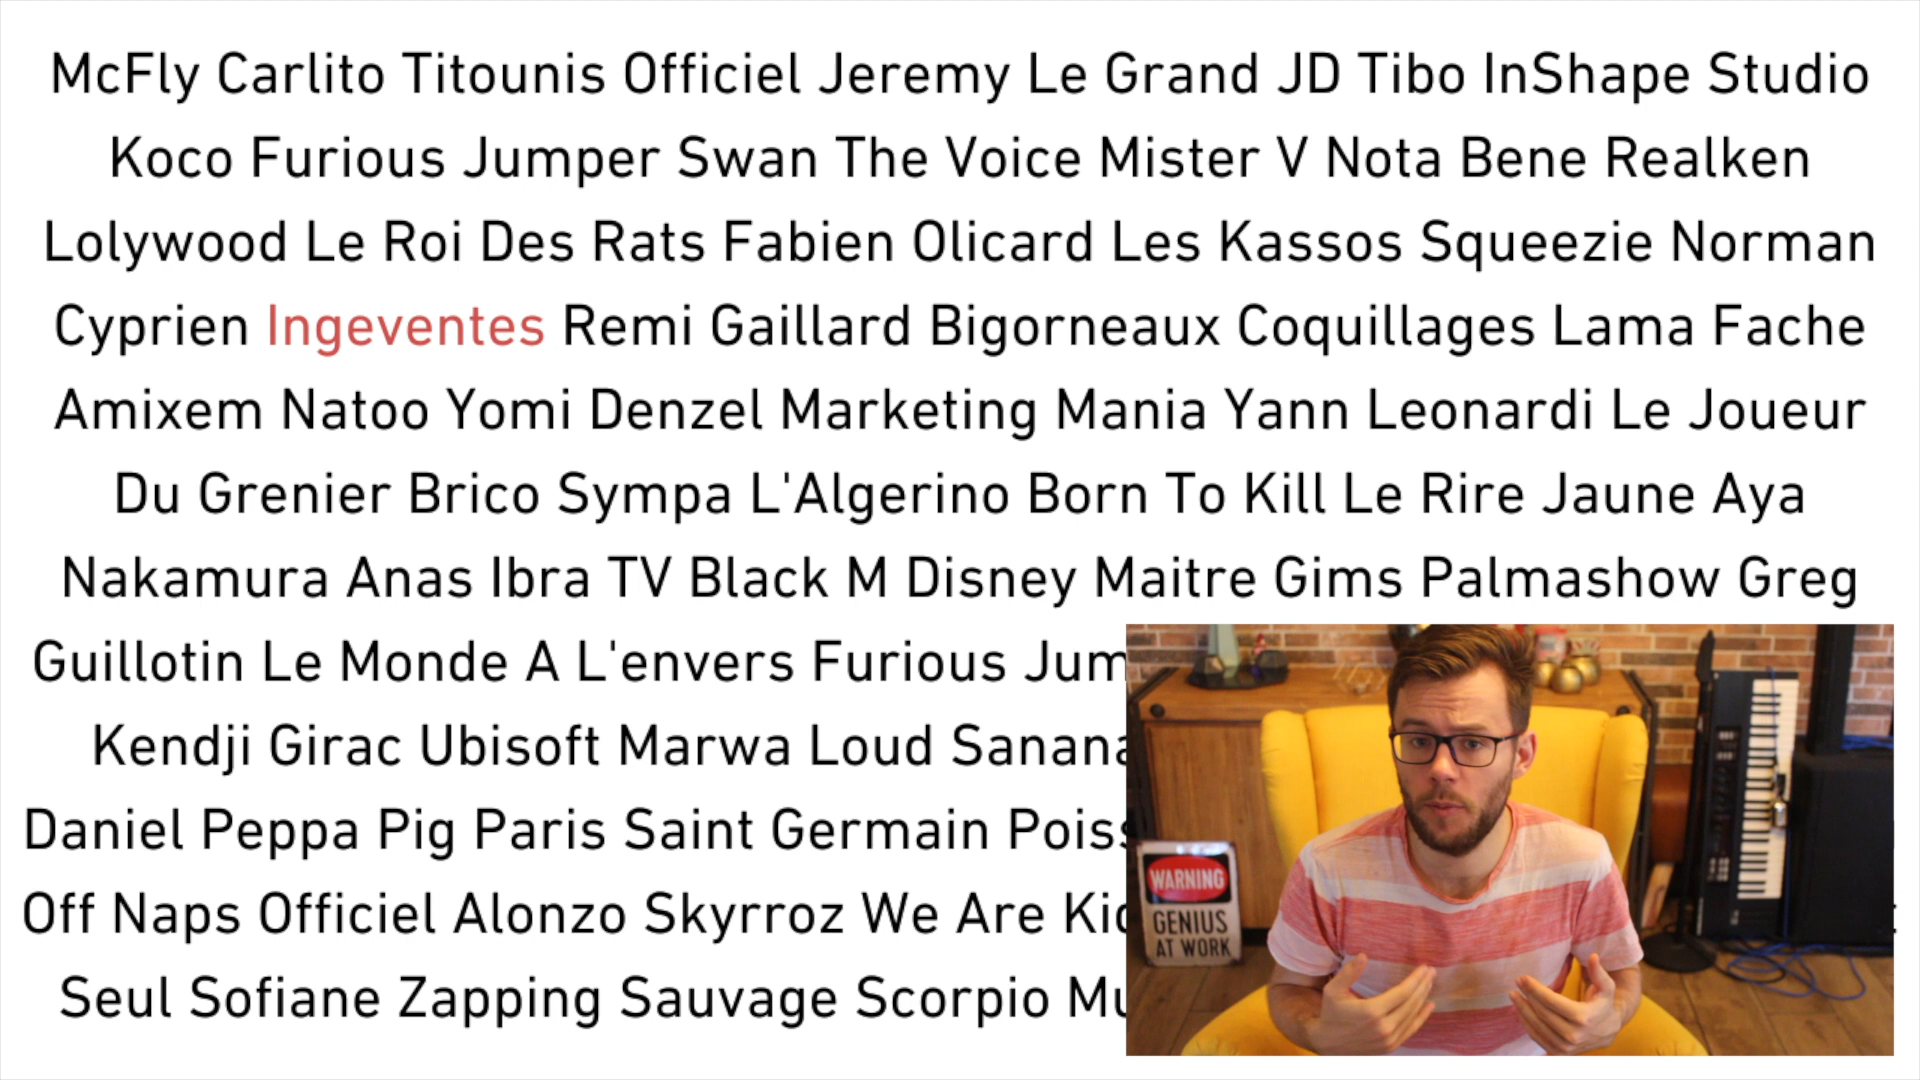 McFly Carlito Titounis Officiel Jeremy Le Grand JD Tibo InShape Studio
Koco Furious Jumper Swan The Voice Mister V Nota Bene Realken
Lolywood Le Roi Des Rats Fabien Olicard Les Kassos Squeezie Norman
Cyprien Ingeventes Remi Gaillard Bigorneaux Coquillages Lama Fache
Amixem Natoo Yomi Denzel Marketing Mania Yann Leonardi Le Joueur
Du Grenier Brico Sympa L'Algerino Born To Kill Le Rire Jaune Aya
Nakamura Anas Ibra TV Black M Disney Maitre Gims Palmashow Greg
Guillotin Le Monde A L'envers Furious
Kendji Girac Ubisoft Marwa Loud
Daniel Peppa Pig Paris Saint Germain
Off Naps Officiel Alonzo Skyrroz We Are
Seul Sofiane Zapping Sauvage Scorpio
WARNING
GENIUS
AT WORK